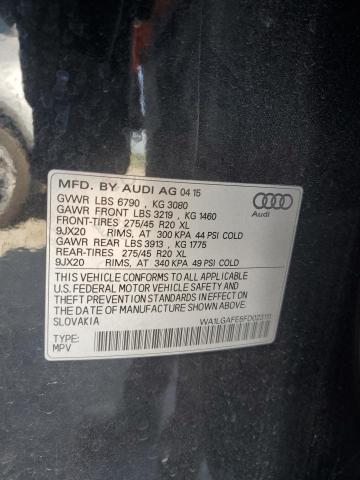 MFD. BY AUDI AG 04 15
GVWR LBS 6790 , KG 3080
GAWR FRONT LBS 3219 , KG 1460
FRONT-TIRES 275/45 R20 XL
9JX20 RIMS, AT 300 KPA 44 PSI COLD
GAWR REAR LBS 3913 , KG 1775
REAR-TIRES 275/45 R20 XL
9JX20 RIMS, AT 340 KPA 49 PSI COLD
THIS VEHICLE CONFORMS TO ALL APPLICABLE
U.S. FEDERAL MOTOR VEHICLE SAFETY AND
THEFT PREVENTION STANDARDS IN EFFECT ON
THE DATE OF MANUFACTURE SHOWN ABOVE.
SLOVAKIA
TYPE:
MPV
Audi